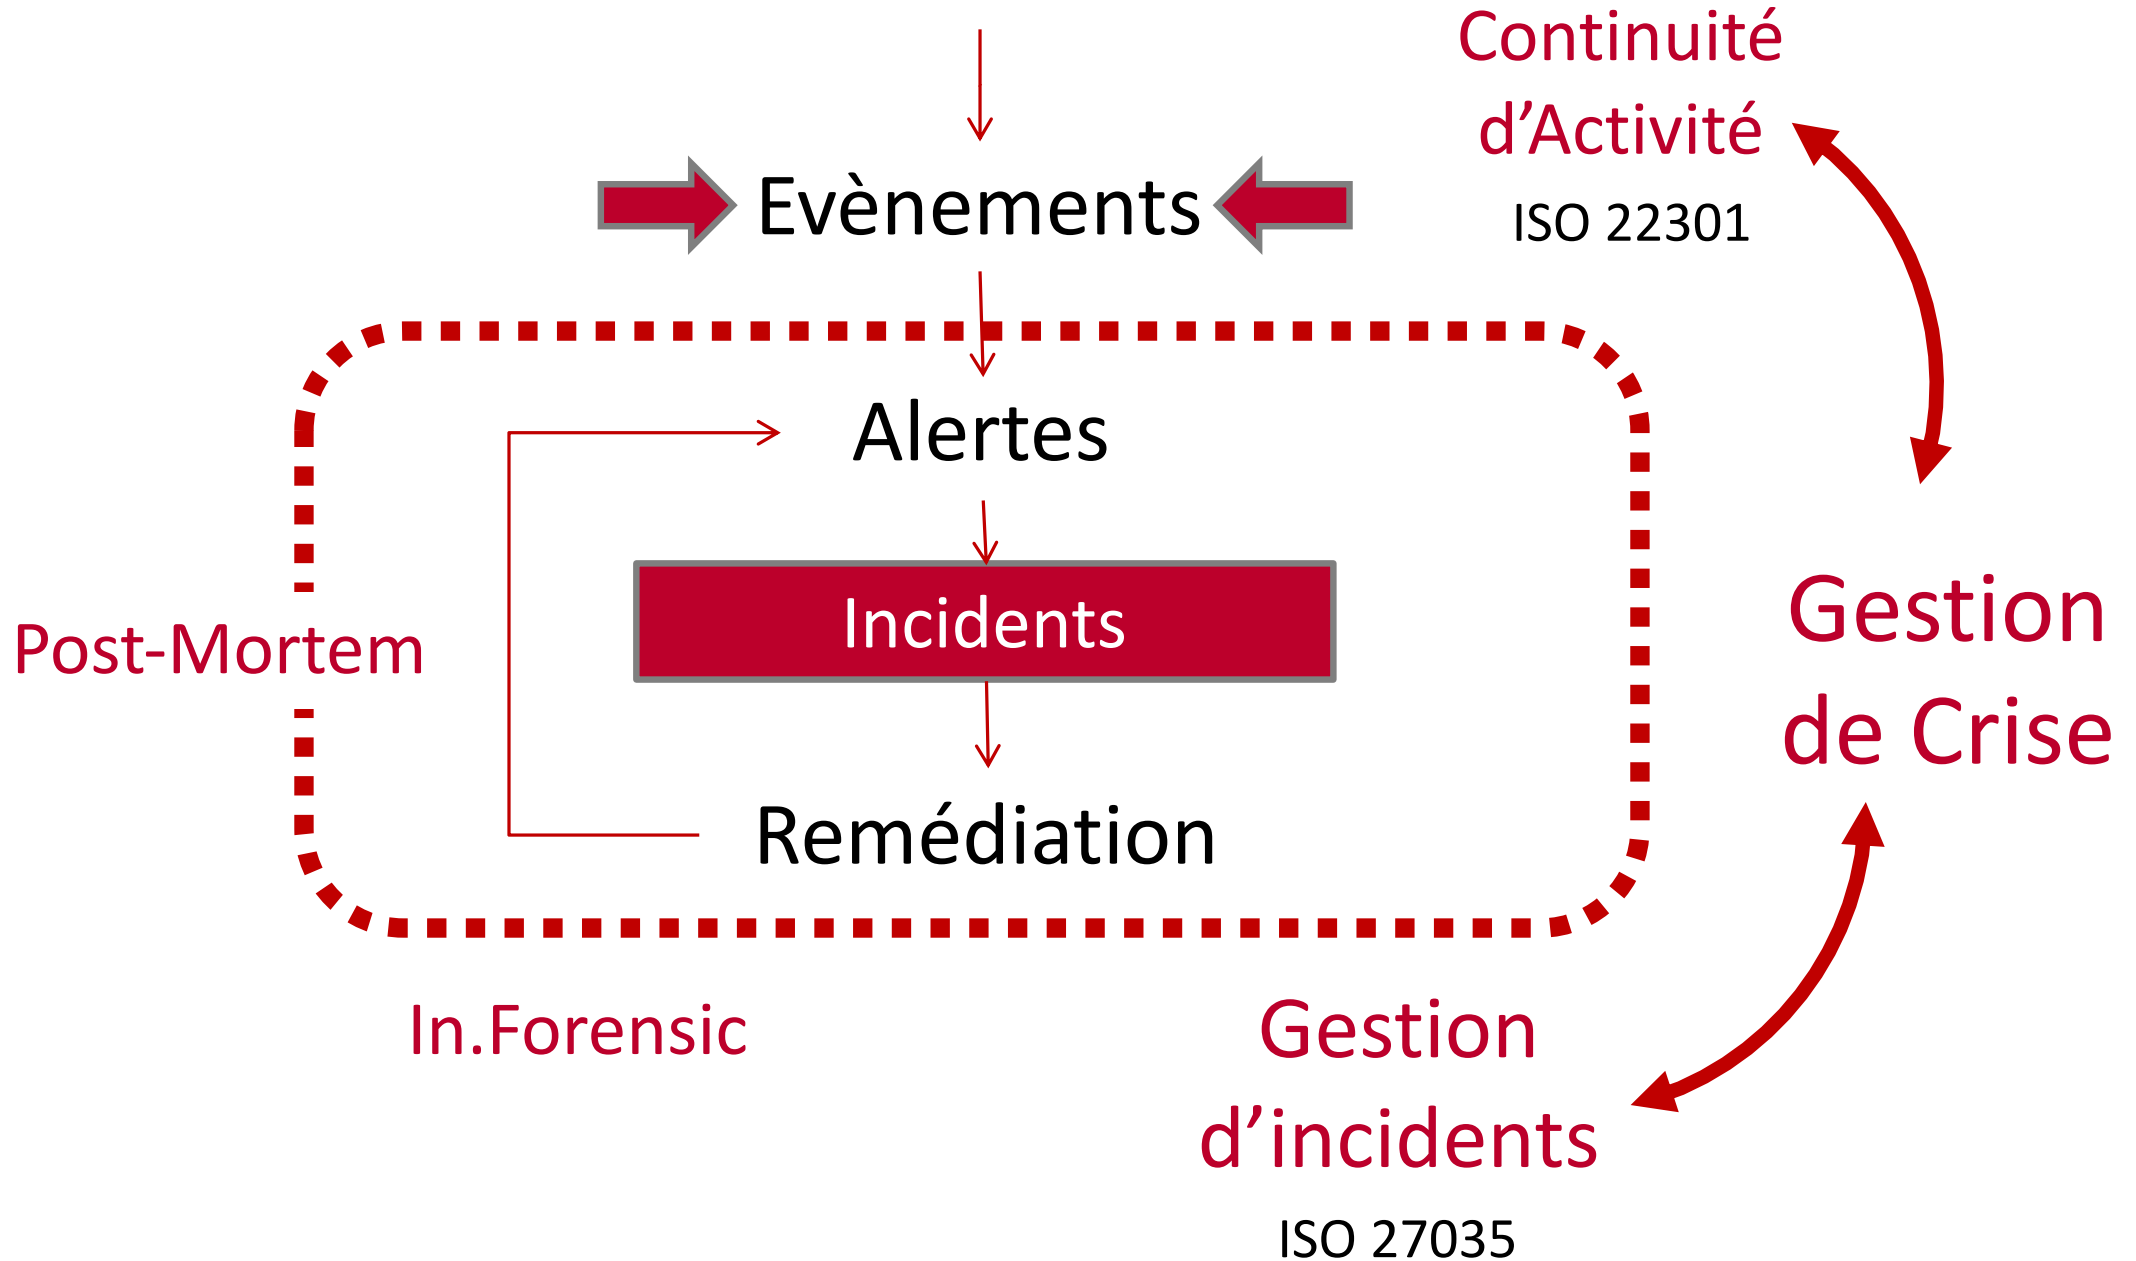 Continuité
d’Activité
ISO 22301
Evènements
Alertes
Incidents
Post-Mortem
Gestion
de Crise
Remédiation
In.Forensic
Gestion
d’incidents
ISO 27035